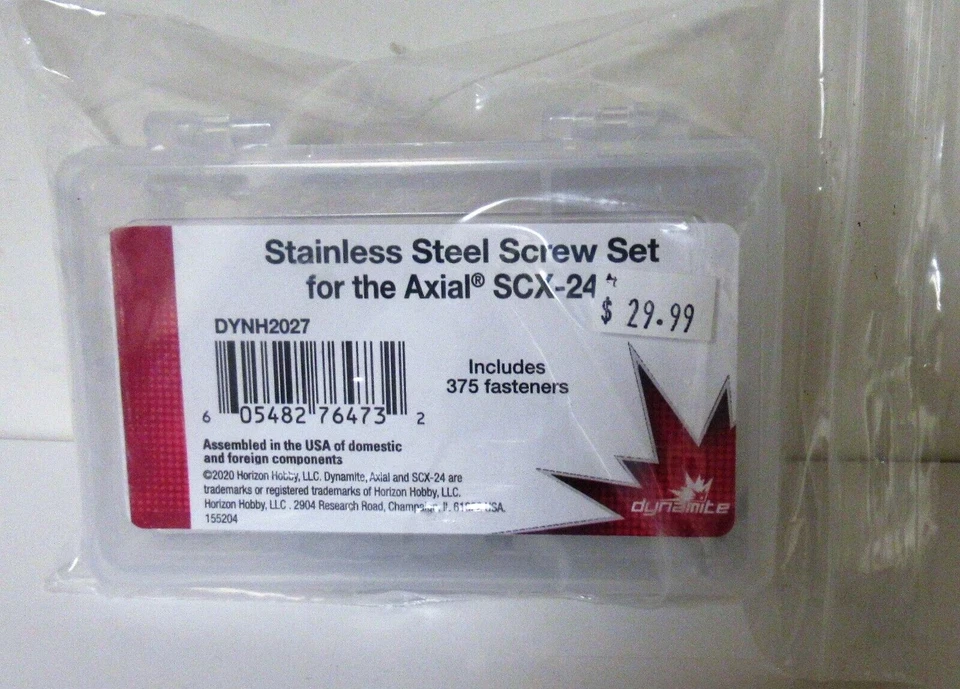 Stainless Steel Screw Set
for the Axial® SCX-24
$ 29.99
DYNH2027
6 05482 76473 2
Includes
375 fasteners
Assembled in the USA of domestic
and foreign components
©2020 Horizon Hobby, LLC. Dynamite, Axial and SCX-24 are
trademarks or registered trademarks of Horizon Hobby, LLC.
Horizon Hobby, LLC . 2904 Research Road, USA.
155204
dynamite